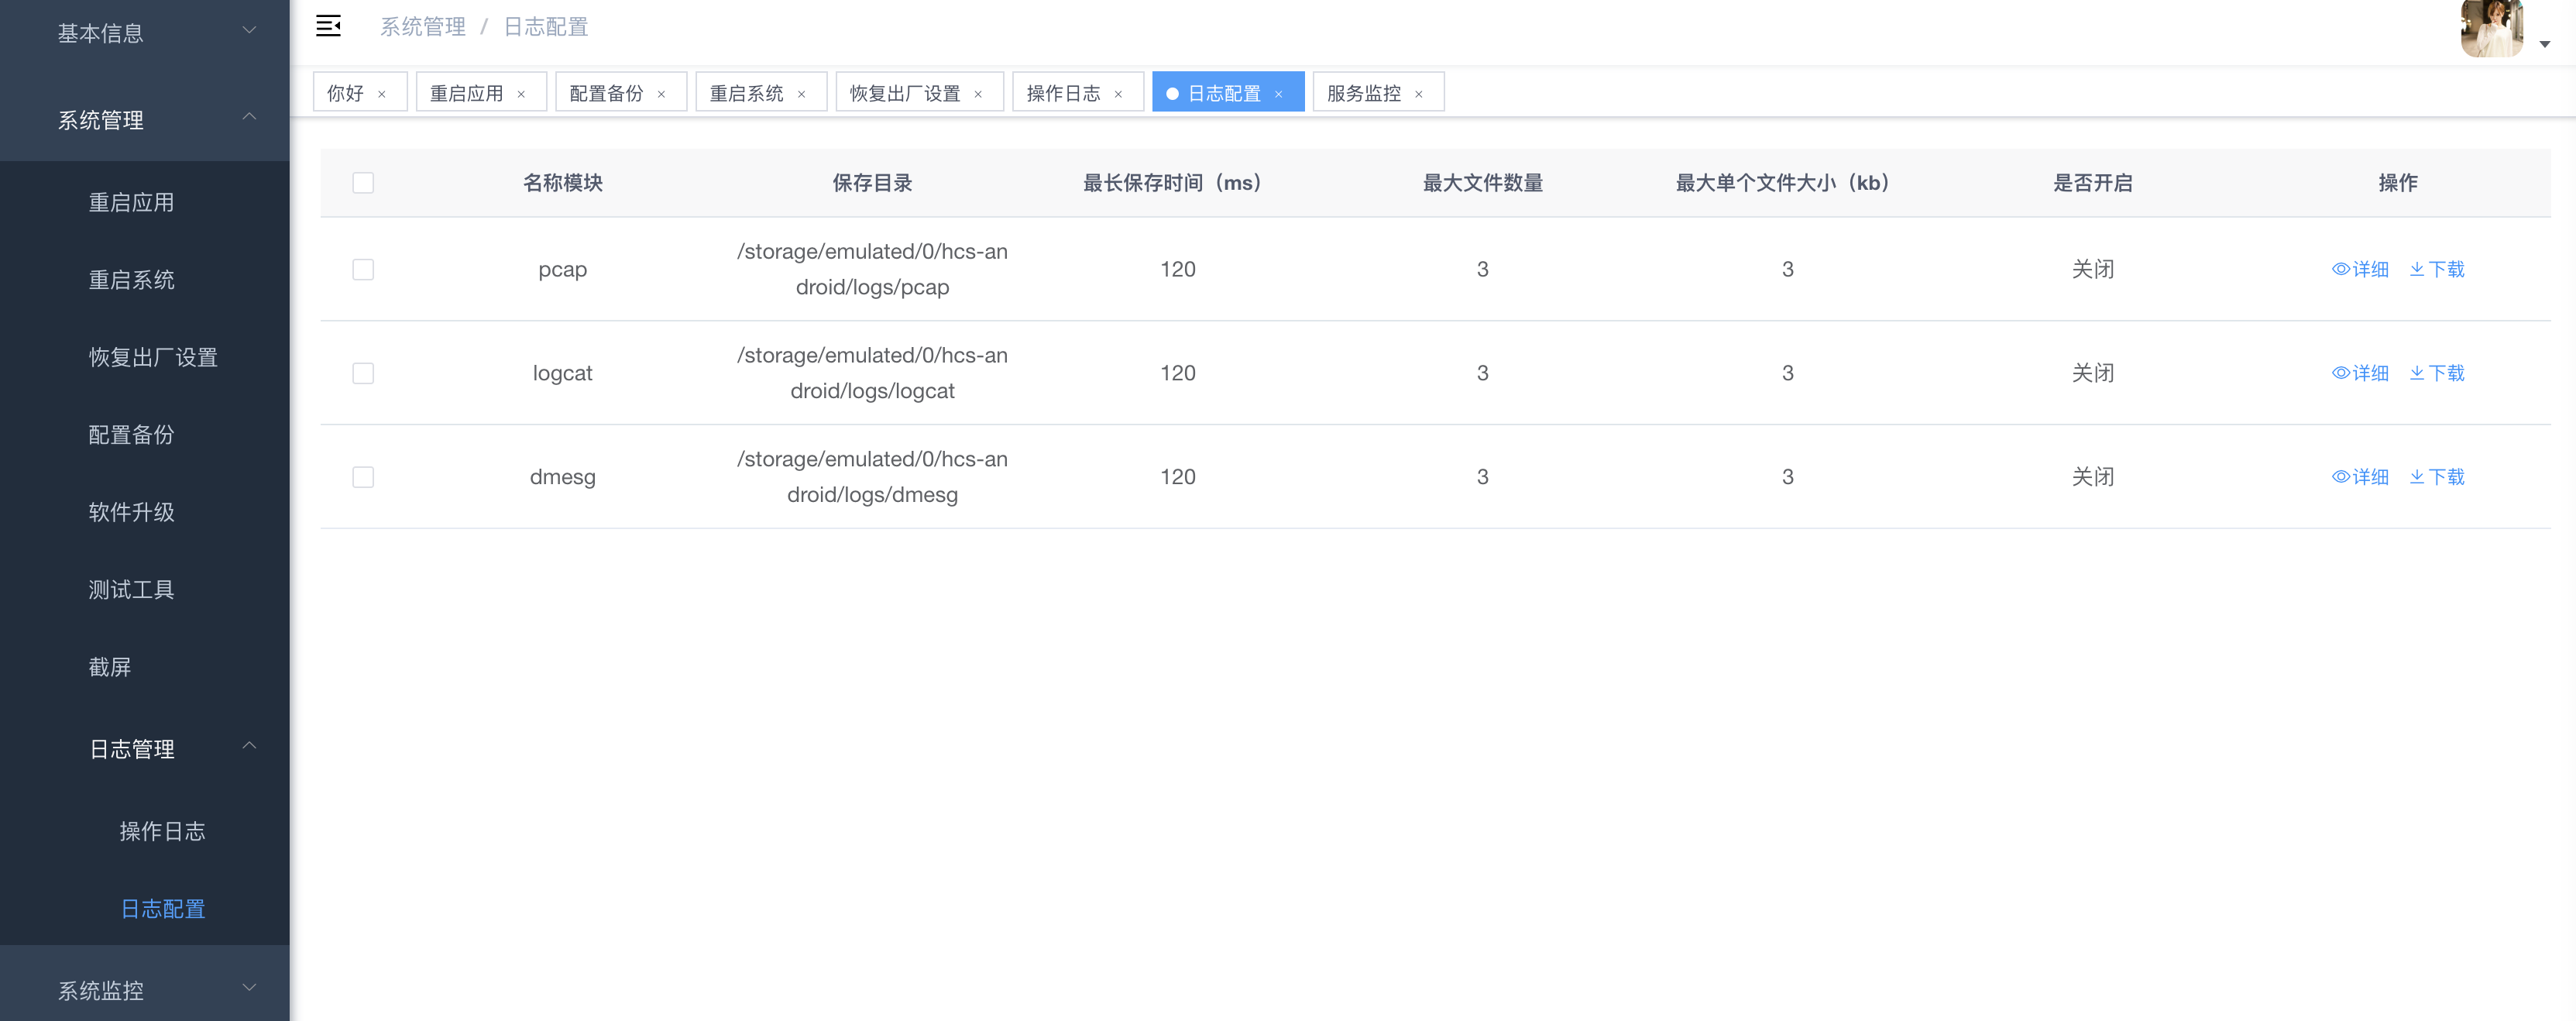 基本信息
系统管理
重启应用
重启系统
恢复出厂设置
配置备份
软件升级
测试工具
截屏
日志管理
操作日志
日志配置
系统监控
系统管理 / 日志配置
你好 × 重启应用 × 配置备份 × 重启系统 × 恢复出厂设置 × 操作日志 × 日志配置 × 服务监控 ×
名称模块 保存目录 最长保存时间（ms） 最大文件数量 最大单个文件大小（kb） 是否开启 操作
pcap /storage/emulated/0/hcs-an 120 3 3 关闭 详细 下载
droid/logs/pcap
logcat /storage/emulated/0/hcs-an 120 3 3 关闭 详细 下载
droid/logs/logcat
dmesg /storage/emulated/0/hcs-an 120 3 3 关闭 详细 下载
droid/logs/dmesg